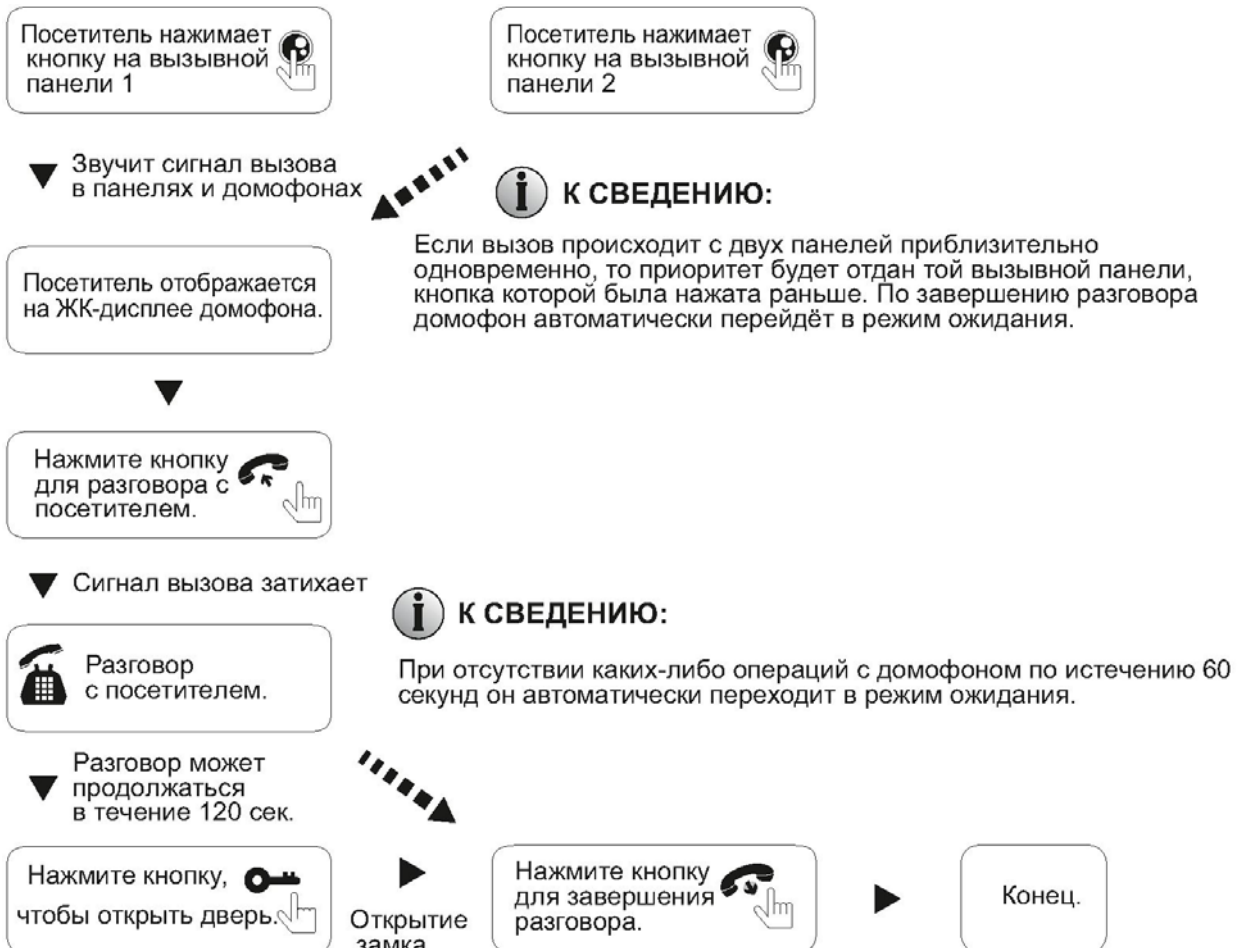 Посетитель нажимает
кнопку на вызывной
панели 1
Посетитель нажимает
кнопку на вызывной
панели 2
Звучит сигнал вызова
в панелях и домофонах
К СВЕДЕНИЮ:
Если вызов происходит с двух панелей приблизительно
одновременно, то приоритет будет отдан той вызывной панели,
кнопка которой была нажата раньше. По завершению разговора
домофон автоматически перейдёт в режим ожидания.
Посетитель отображается
на ЖК-дисплее домофона.
Нажмите кнопку
для разговора с
посетителем.
Сигнал вызова затихает
К СВЕДЕНИЮ:
При отсутствии каких-либо операций с домофоном по истечению 60
секунд он автоматически переходит в режим ожидания.
Разговор
с посетителем.
Разговор может
продолжаться
в течение 120 сек.
Нажмите кнопку,
чтобы открыть дверь.
Открытие
замка
Нажмите кнопку
для завершения
разговора.
Конец.